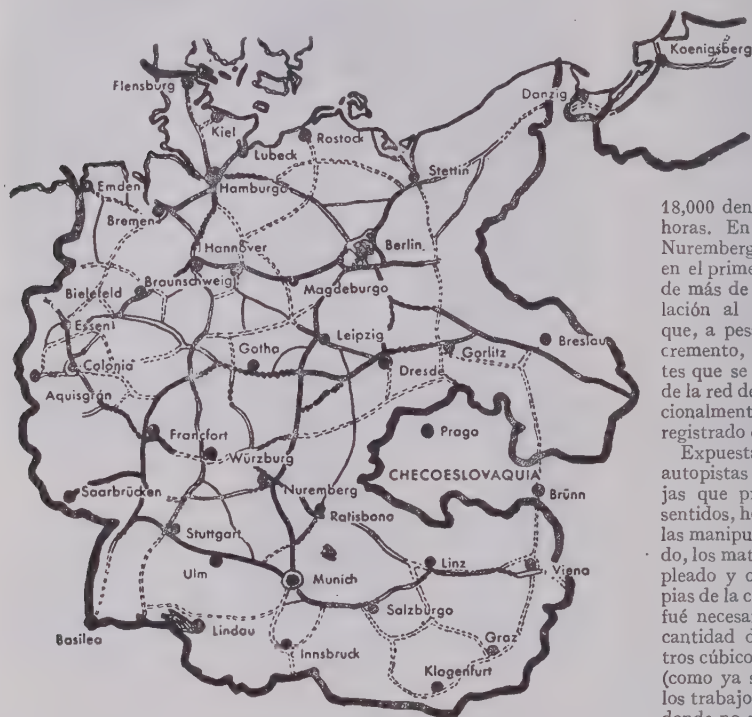 Koenigsberg
Flensburg
Danzig
Kiel
Rostock
Lubeck
Stettin
Emden
Hamburgo
Bremen
Hannover
Berlin
Braunschweig
Bielefeld
Magdeburgo
Essen
Leipzig
Breslau
Gotha
Gorlitz
Colonia
Dresd
Aquisgrán
Francfort
Praga
Würzburg
CHECOESLOVAQUIA
Saarbrücken
Nuremberg
Brünn
Ratisbona
Stuttgart
Linz
Viena
Ulm
Munich
Salzburgo
Basilea
Lindau
Graz
Innsbruck
Klagenfurt
18,000 den
horas. En
Nuremberg
en el prime
de más de
lación al
que, a pes
cremento,
tes que se
de la red de
cionalment
registrado
Expuesta
autopistas
jas que p
sentidos, h
las manipu
do, los mat
pleado y c
pias de la c
fué necesa
cantidad d
tros cúbico
(como ya s
los trabajo